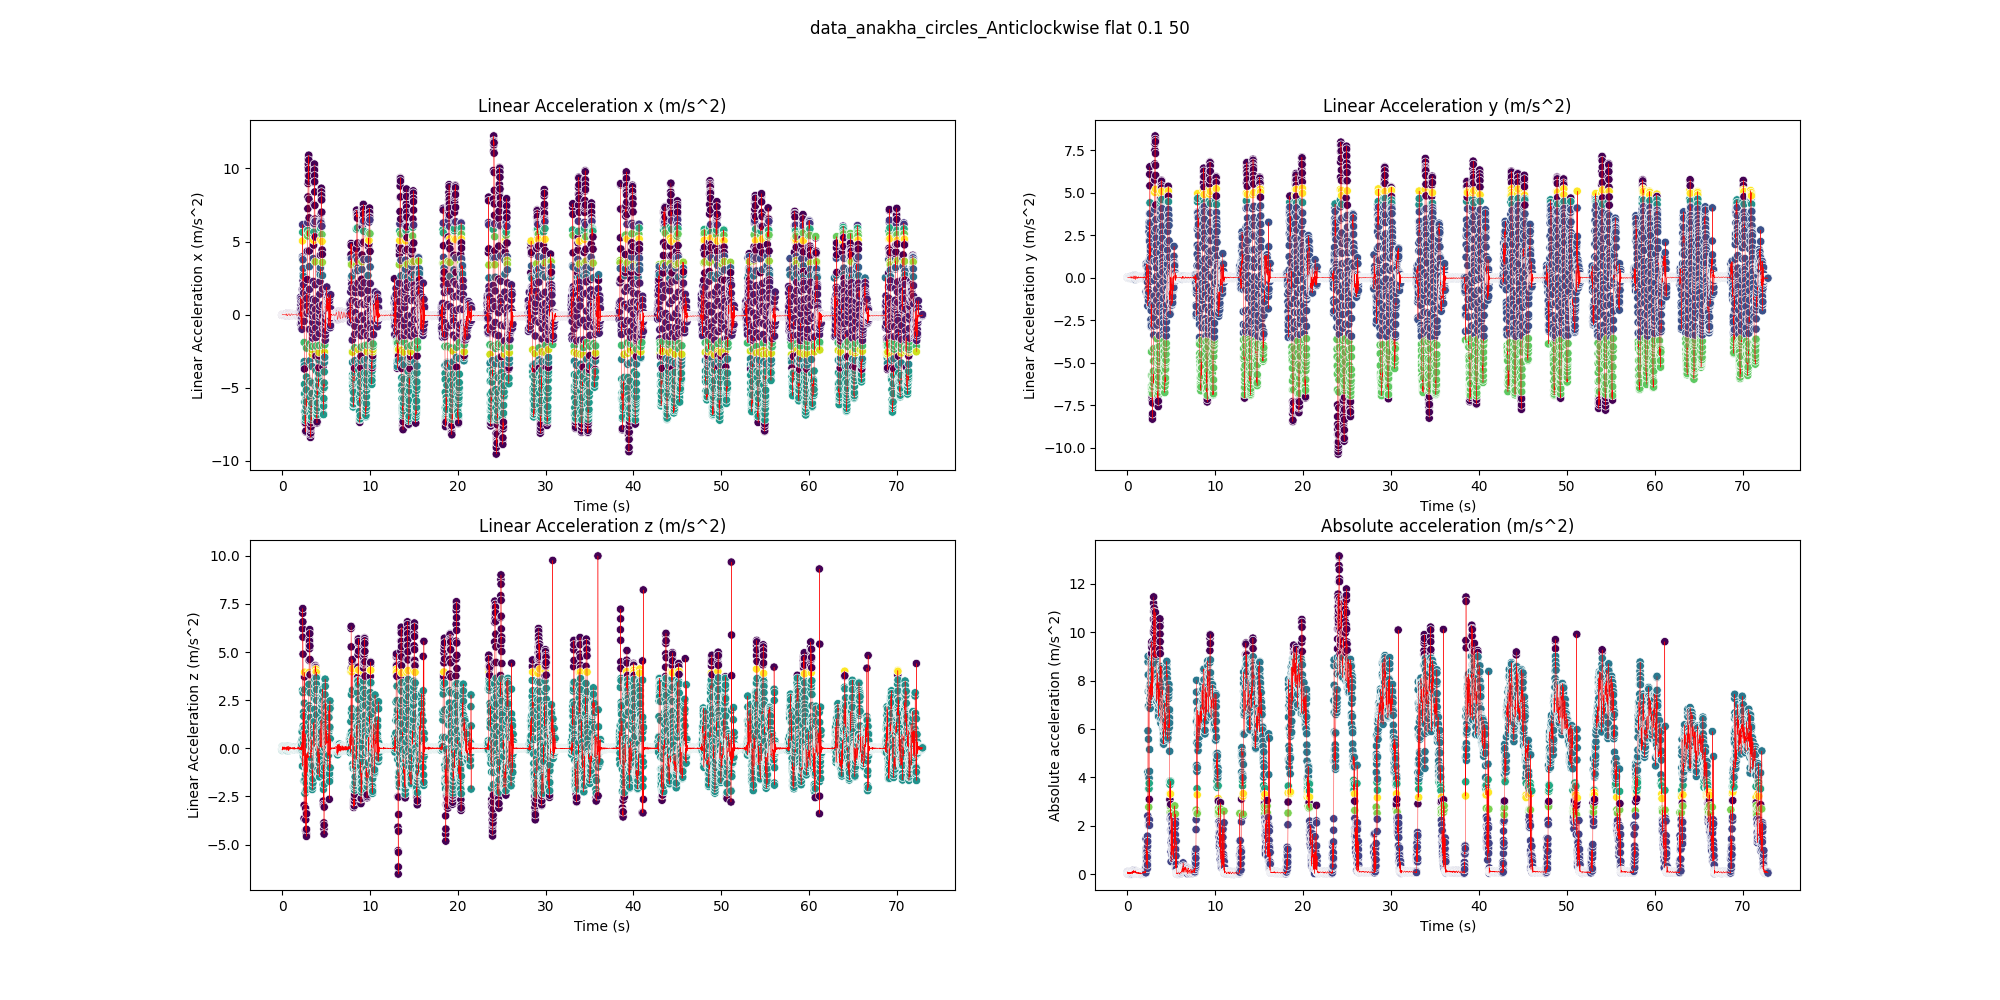 data_anakha_circles_Anticlockwise flat 0.1 50
Linear Acceleration x (m/s^2)
Linear Acceleration x (m/s^2)
10
5
0
−5
−10
0 10 20 30 40 50 60 70
Time (s)
Linear Acceleration y (m/s^2)
Linear Acceleration y (m/s^2)
7.5
5.0
2.5
0.0
−2.5
−5.0
−7.5
−10.0
0 10 20 30 40 50 60 70
Time (s)
Linear Acceleration z (m/s^2)
Linear Acceleration z (m/s^2)
10.0
7.5
5.0
2.5
0.0
−2.5
−5.0
0 10 20 30 40 50 60 70
Time (s)
Absolute acceleration (m/s^2)
Absolute acceleration (m/s^2)
12
10
8
6
4
2
0
0 10 20 30 40 50 60 70
Time (s)